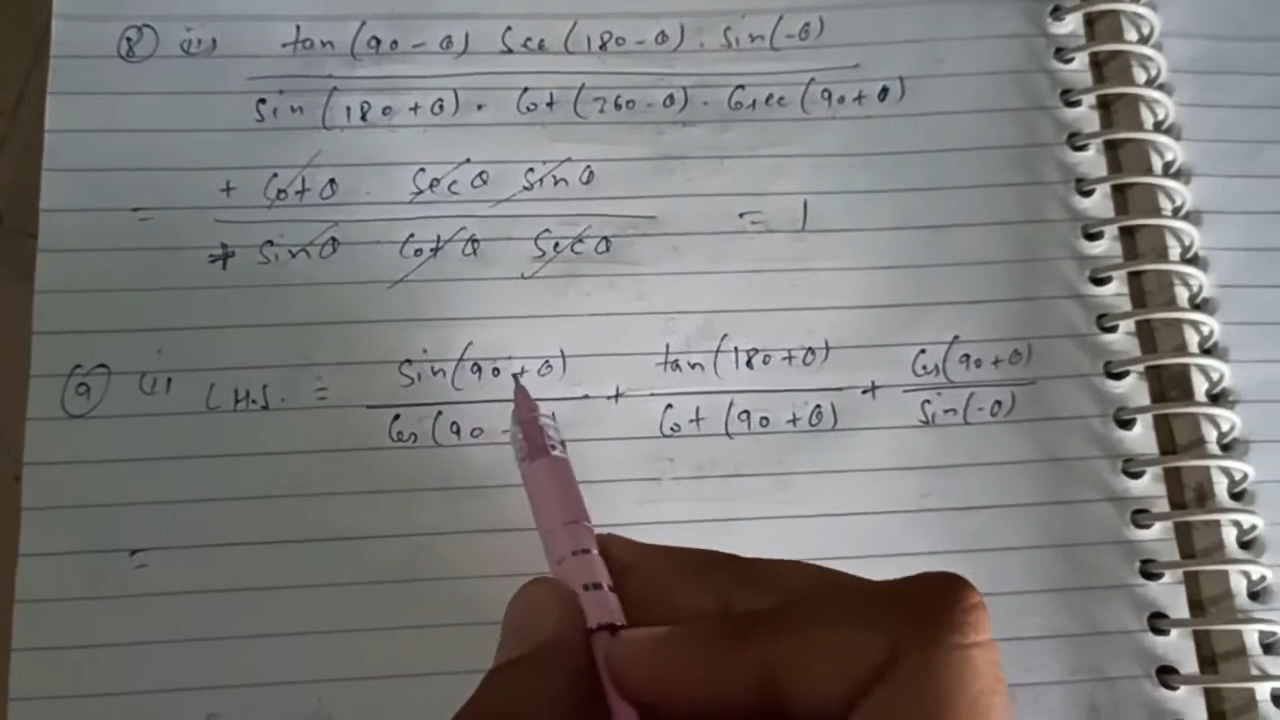 8 (ii) tan(90-θ) Sec(180-θ). Sin(-θ)
Sin(180+θ). Cot(360-θ). Cosec(90+θ)
+ Cotθ . Secθ Sinθ
= = 1
+ Sinθ Cotθ Secθ
9 (i) L.H.S. = Sin(90+θ) + tan(180+θ) + Cos(90+θ)
Cos(90 Cot(90+θ) Sin(-θ)
=